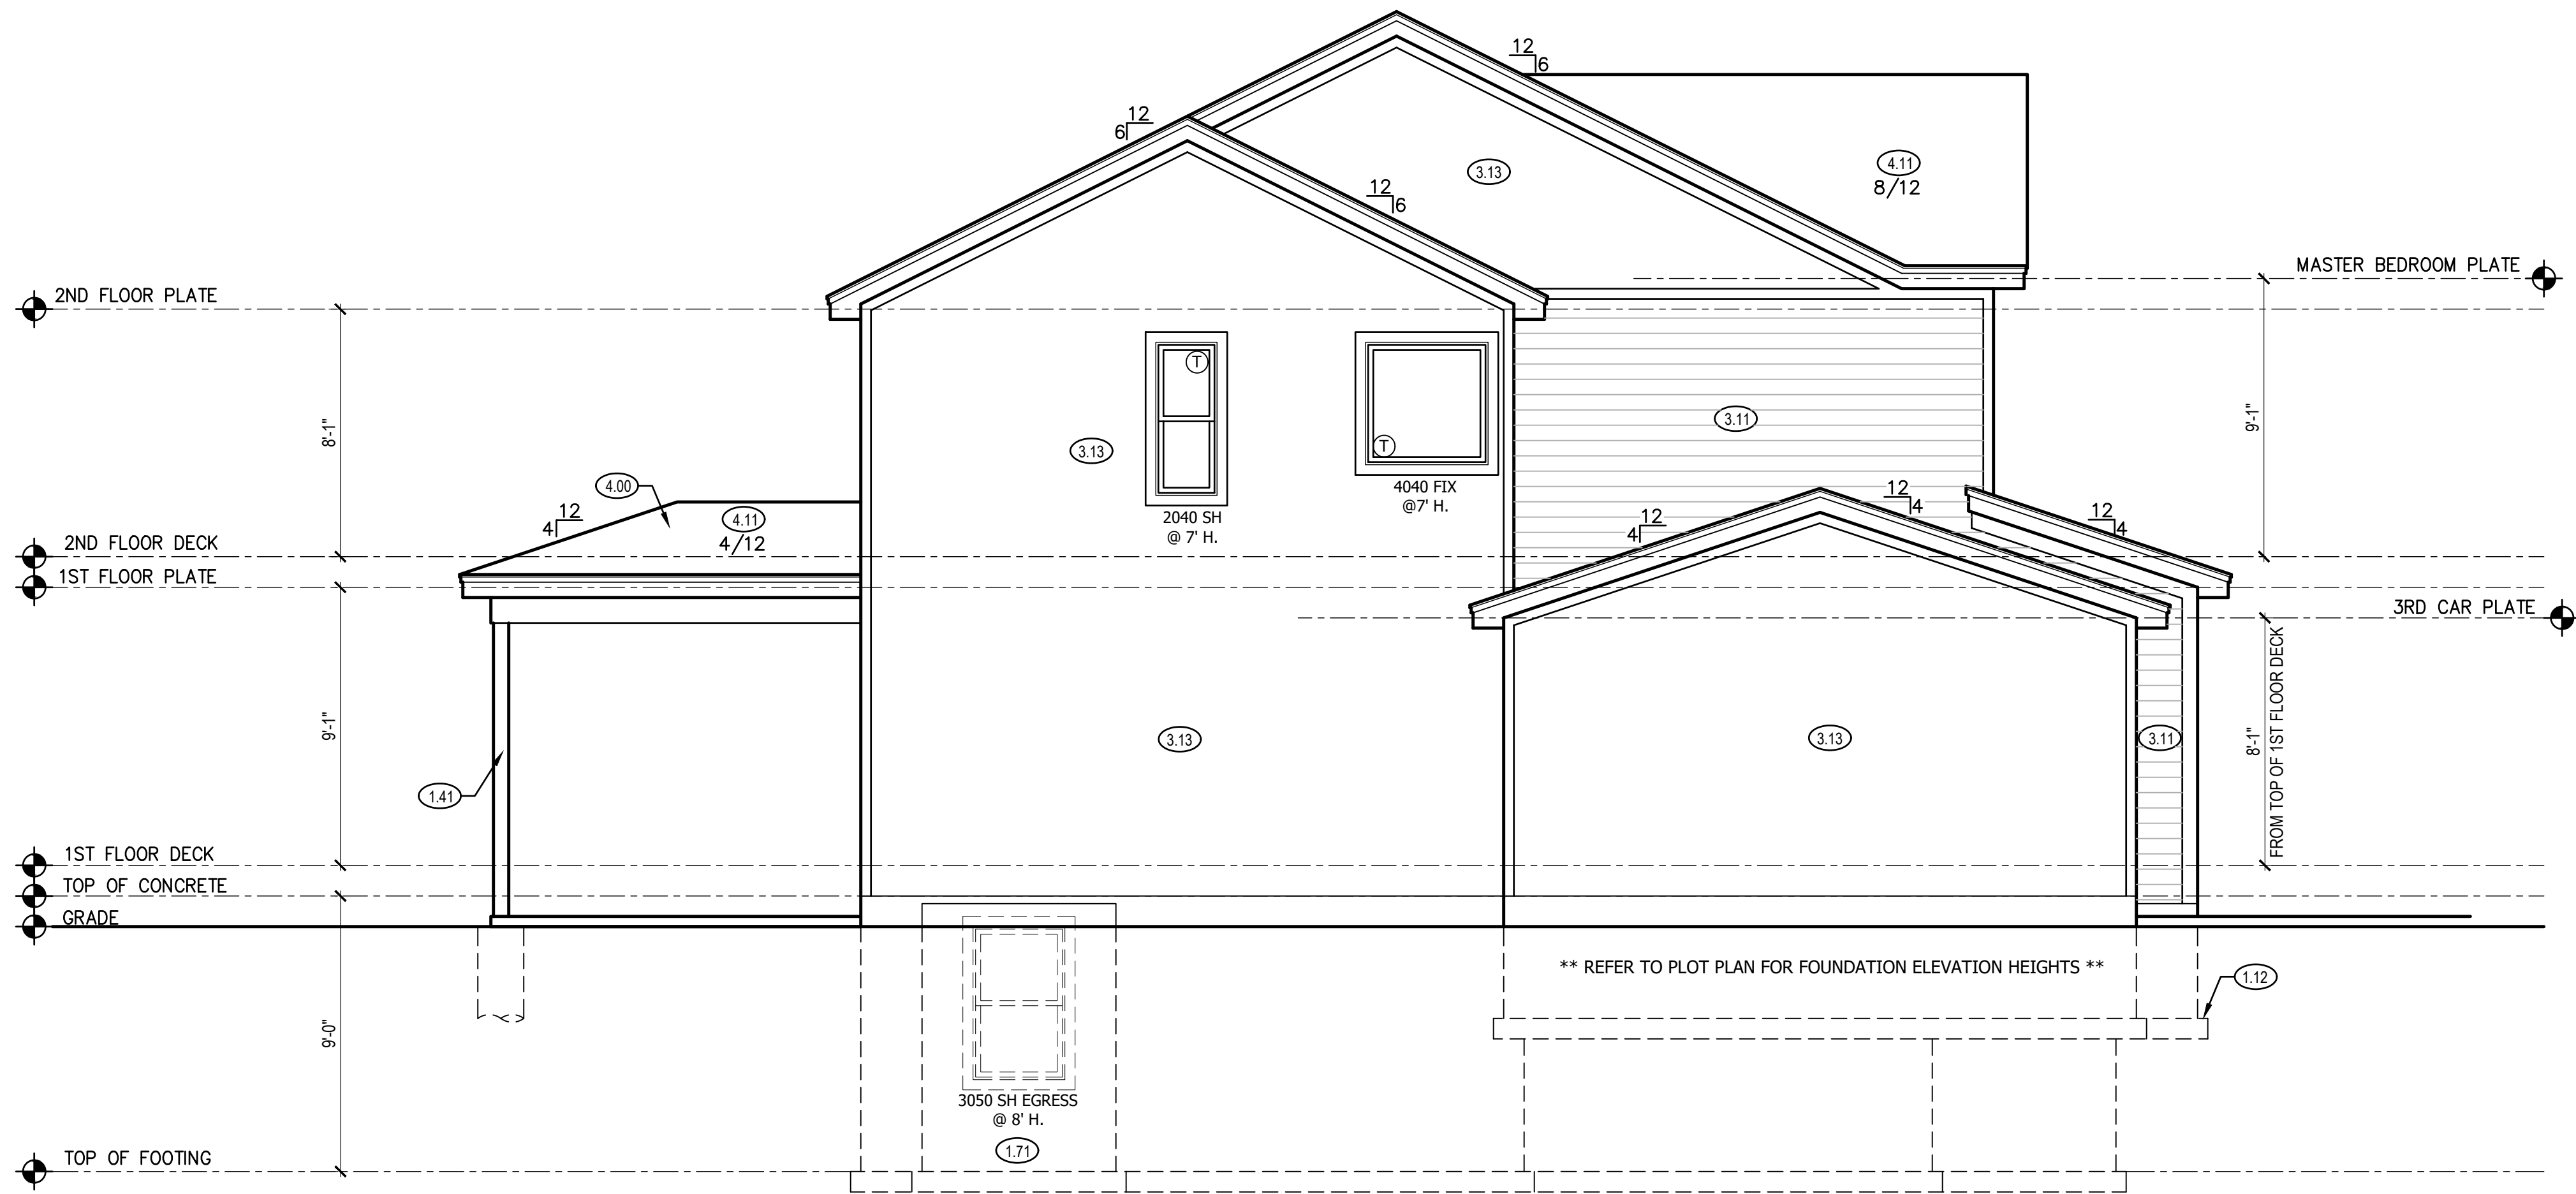 12
6
12
6
3.13
4.11
8/12
12
6
MASTER BEDROOM PLATE
2ND FLOOR PLATE
T
T
8'-1"
3.13
3.11
9'-1"
4040 FIX
@7' H.
2040 SH
@ 7' H.
4.00
12
4
4.11
4/12
12
4
12
4
12
4
2ND FLOOR DECK
1ST FLOOR PLATE
3RD CAR PLATE
9'-1"
3.13
3.13
3.11
8'-1"
FROM TOP OF 1ST FLOOR DECK
1.41
1ST FLOOR DECK
TOP OF CONCRETE
GRADE
** REFER TO PLOT PLAN FOR FOUNDATION ELEVATION HEIGHTS **
1.12
9'-0"
3050 SH EGRESS
@ 8' H.
1.71
TOP OF FOOTING